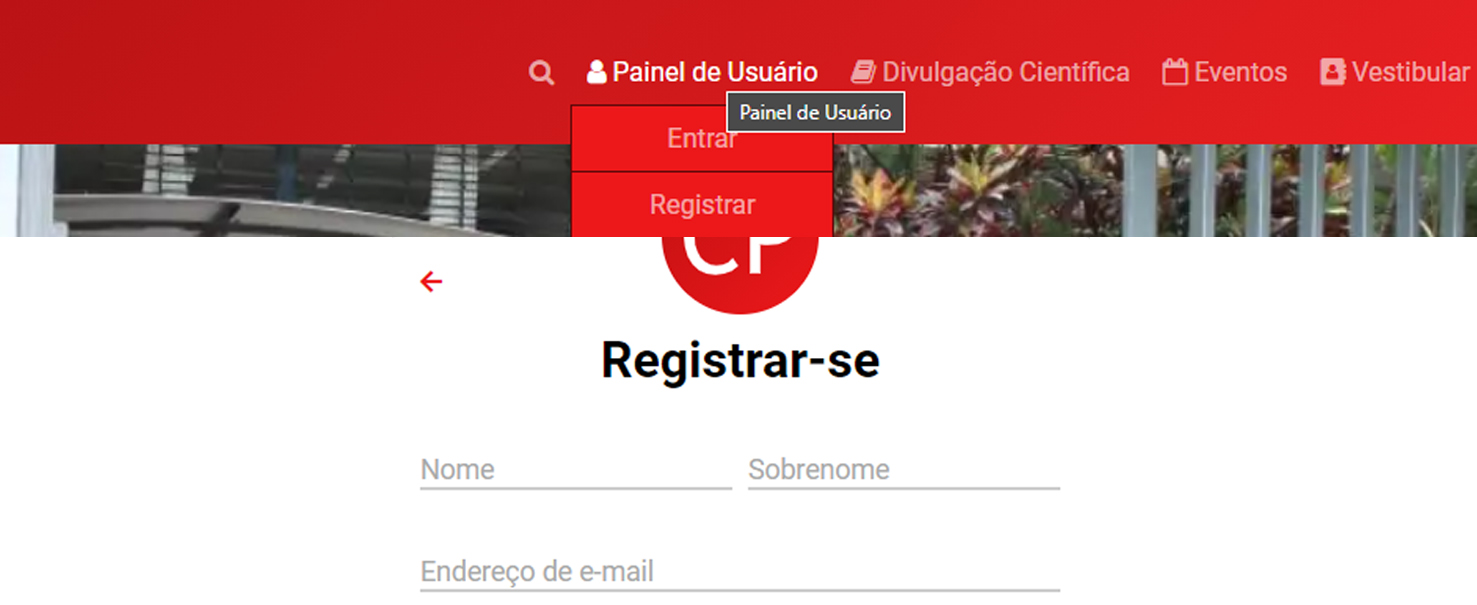 Painel de Usuário Divulgação Científica Eventos Vestibular
Painel de Usuário
Entrar
Registrar
CP
Registrar-se
Nome Sobrenome
Endereço de e-mail